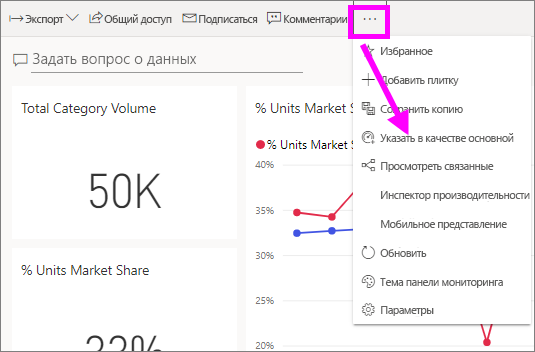 Экспорт Общий доступ Подписаться Комментарии ...
Избранное
Задать вопрос о данных
Добавить плитку
Сохранить копию
Total Category Volume
% Units Market S
Указать в качестве основной
% Units Market S
40%
Просмотреть связанные
50K
Инспектор производительности
35%
Мобильное представление
30%
Обновить
% Units Market Share
Тема панели мониторинга
25%
Параметры
20%